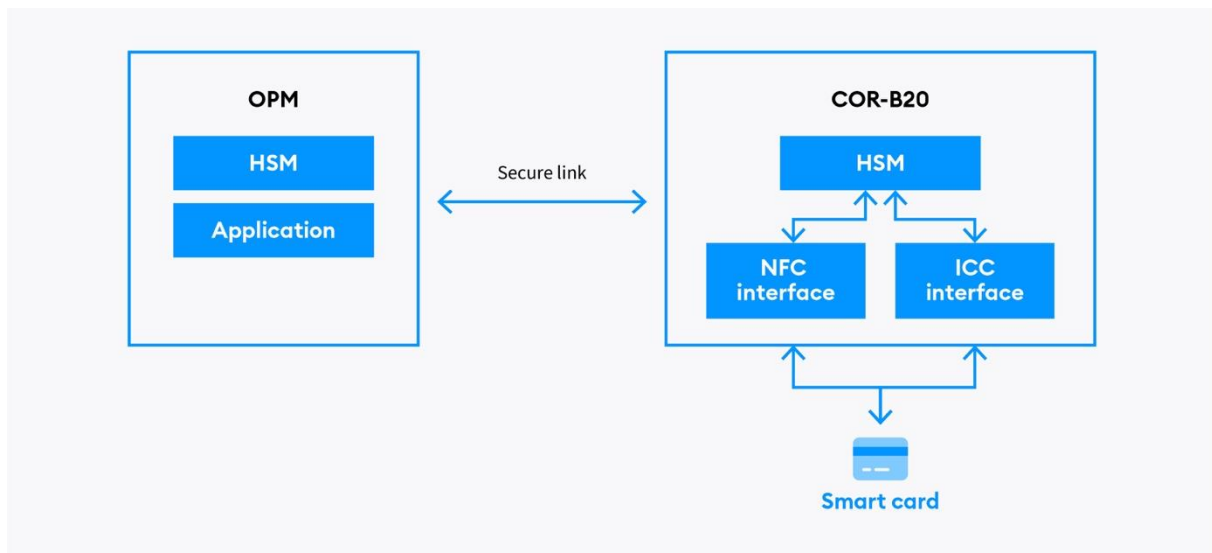 OPM
HSM
Application
Secure link
COR-B20
HSM
NFC
interface
ICC
interface
Smart card